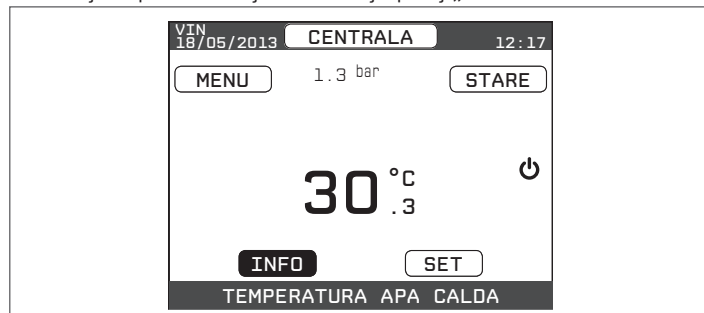 VIN
18/05/2013 CENTRALA 12:17
MENU 1.3 bar STARE
30.3 °C
INFO SET
TEMPERATURA APA CALDA